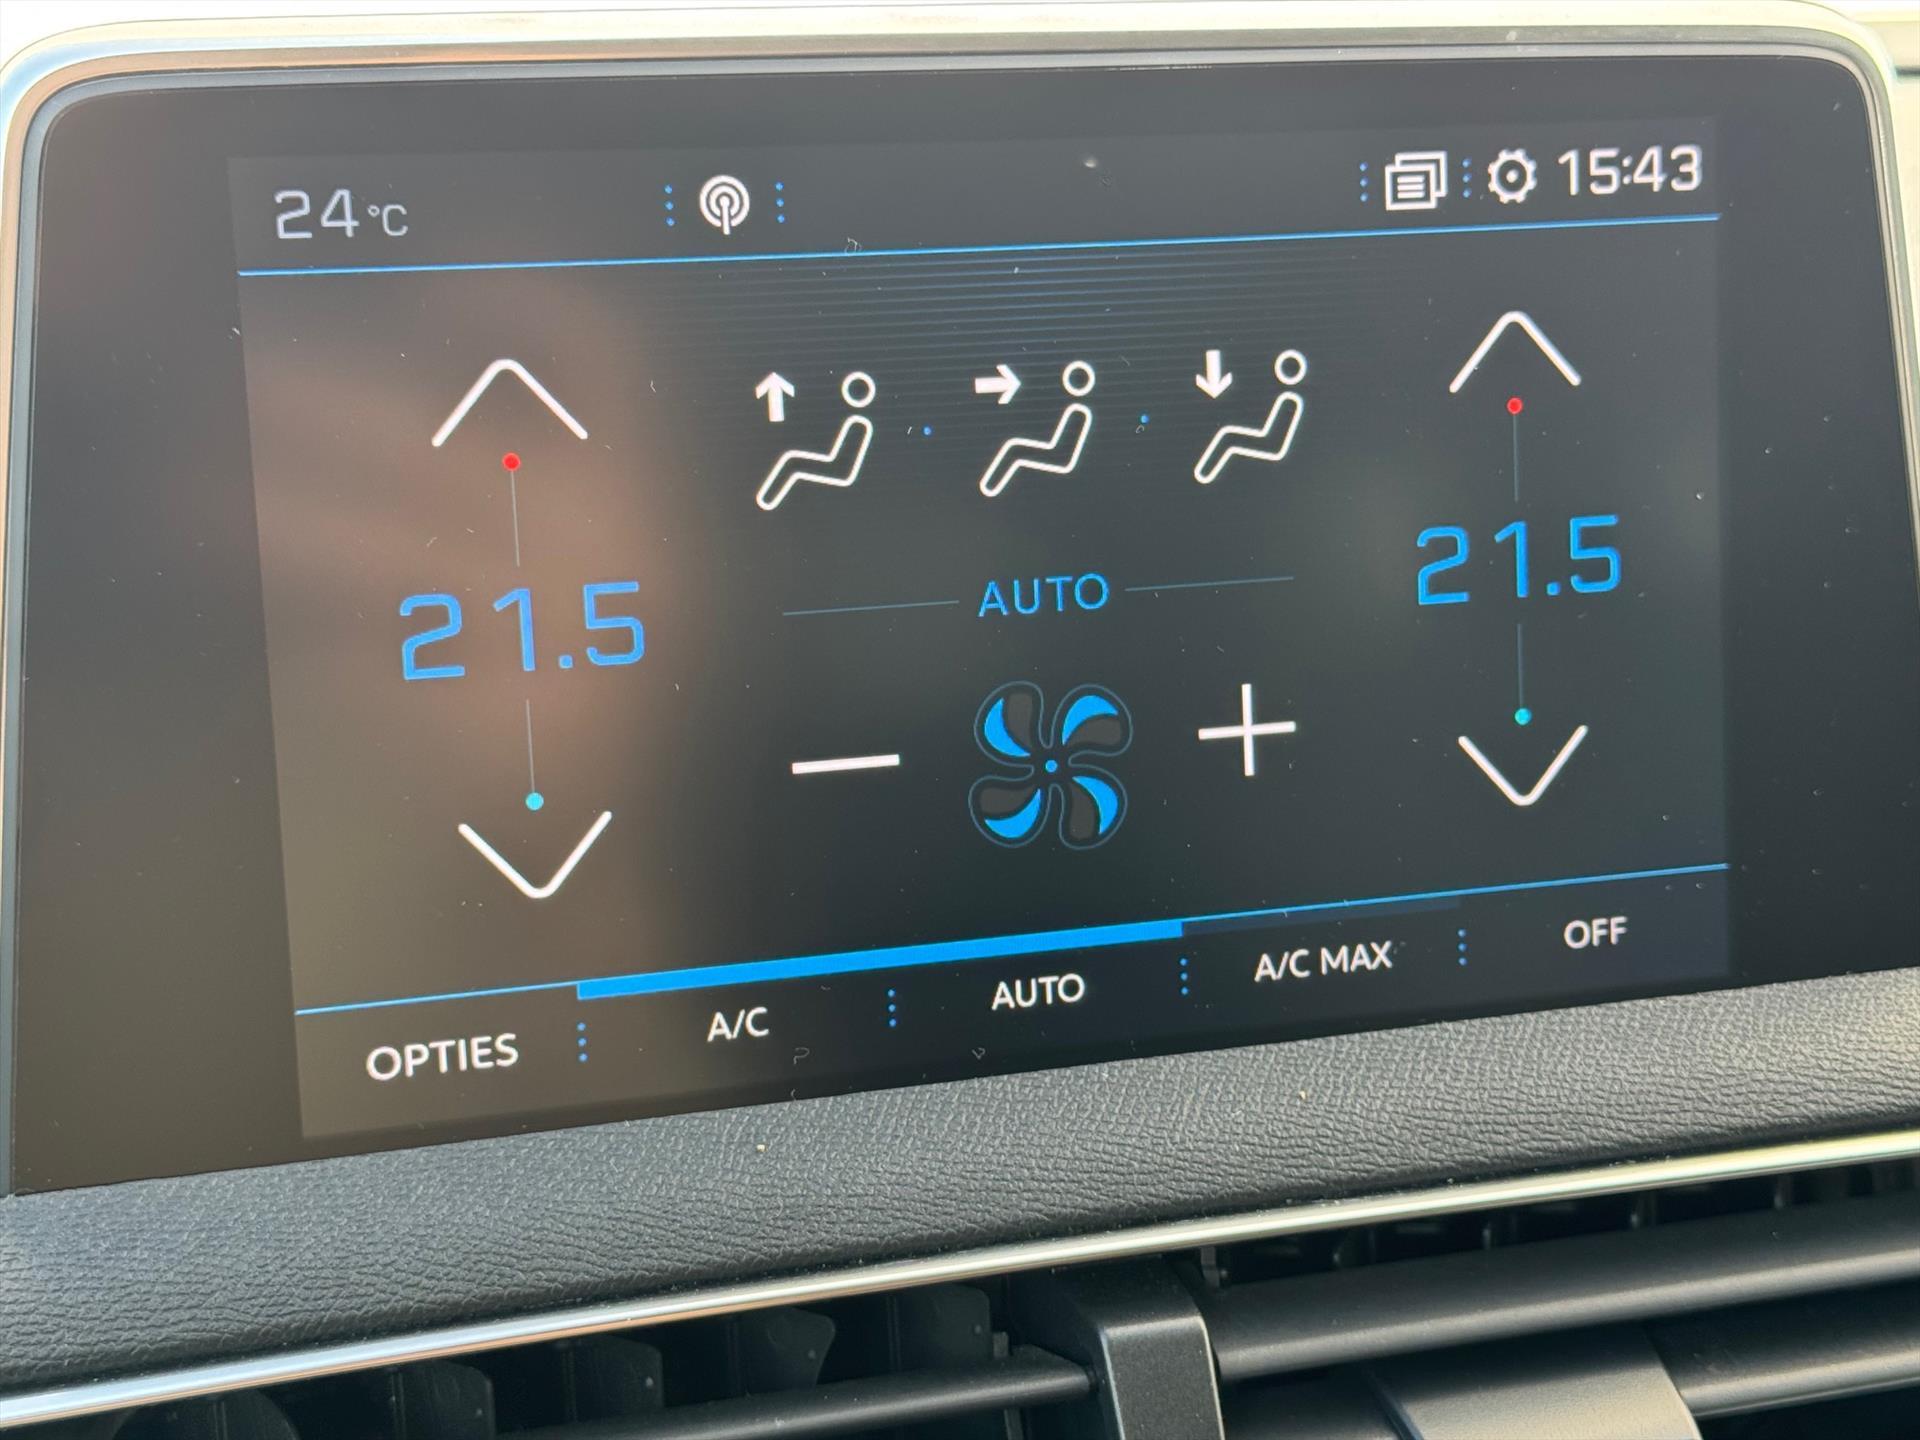 24 °C 15:43
21.5 AUTO 21.5
OPTIES A/C AUTO A/C MAX OFF